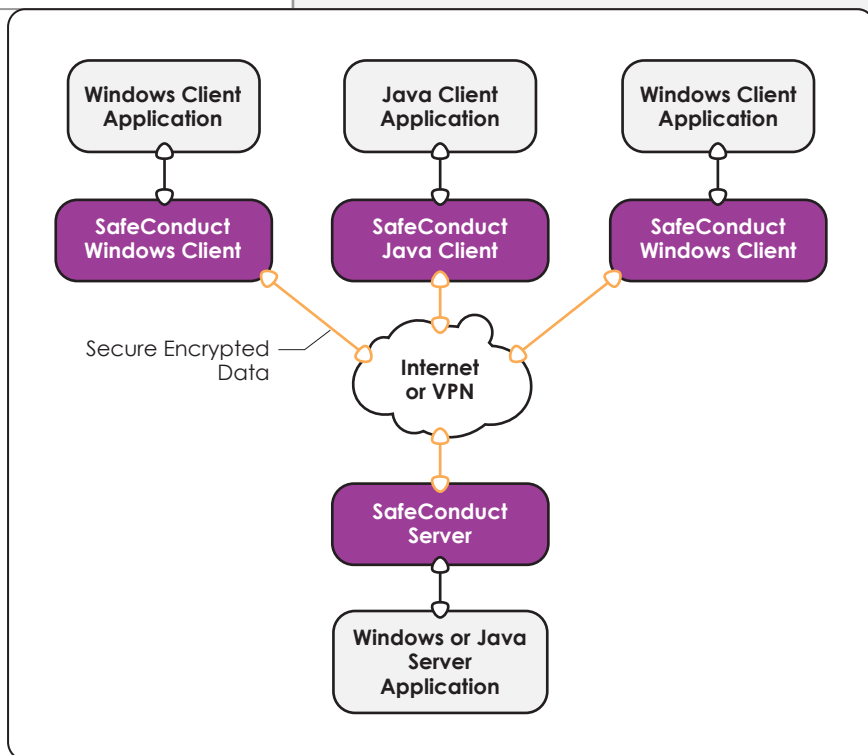 Windows Client
Application
Java Client
Application
Windows Client
Application
SafeConduct
Windows Client
SafeConduct
Java Client
SafeConduct
Windows Client
Secure Encrypted
Data
Internet
or VPN
SafeConduct
Server
Windows or Java
Server
Application